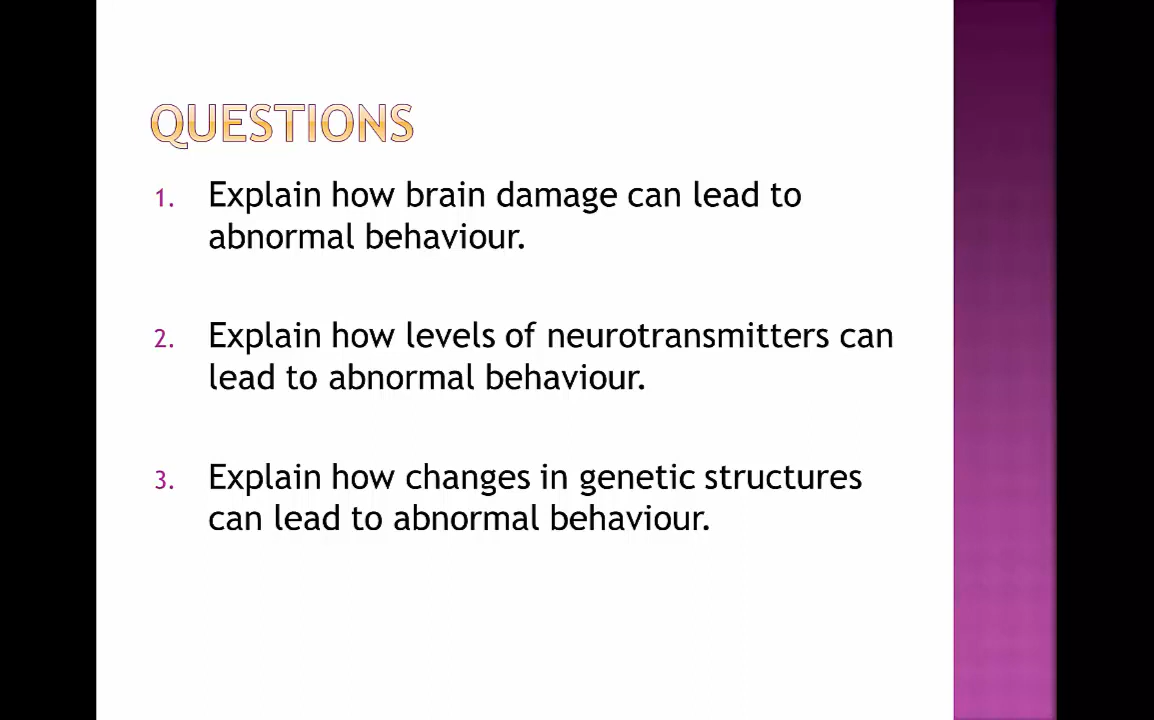 QUESTIONS
1. Explain how brain damage can lead to
abnormal behaviour.
2. Explain how levels of neurotransmitters can
lead to abnormal behaviour.
3. Explain how changes in genetic structures
can lead to abnormal behaviour.